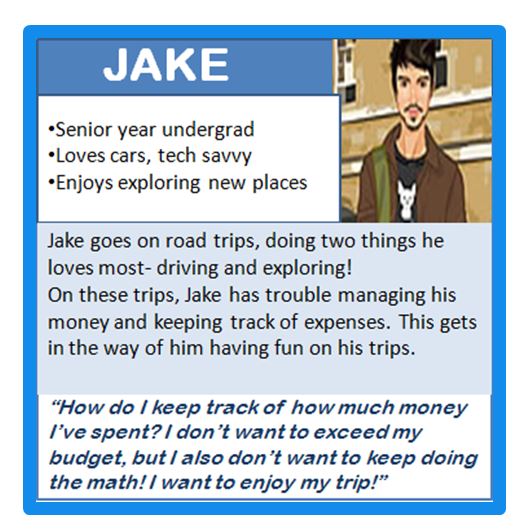 JAKE
•Senior year undergrad
•Loves cars, tech savvy
•Enjoys exploring new places
Jake goes on road trips, doing two things he
loves most- driving and exploring!
On these trips, Jake has trouble managing his
money and keeping track of expenses. This gets
in the way of him having fun on his trips.
“How do I keep track of how much money
I’ve spent? I don’t want to exceed my
budget, but I also don’t want to keep doing
the math! I want to enjoy my trip!”